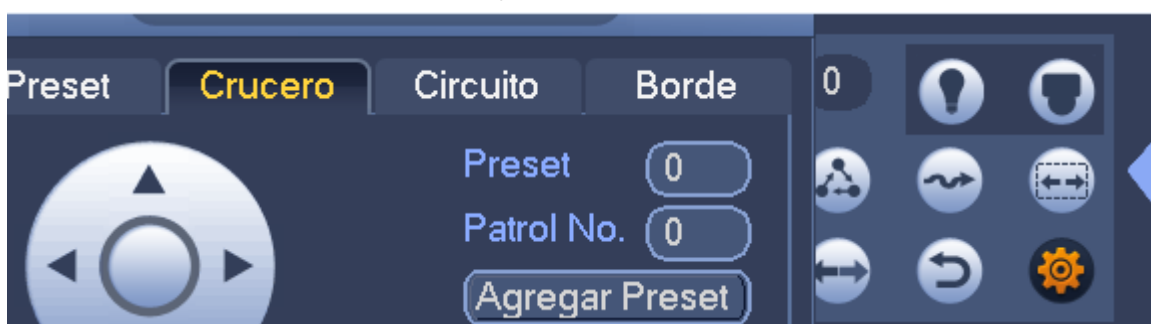 Preset Crucero Circuito Borde 0
Preset 0
Patrol No. 0
Agregar Preset